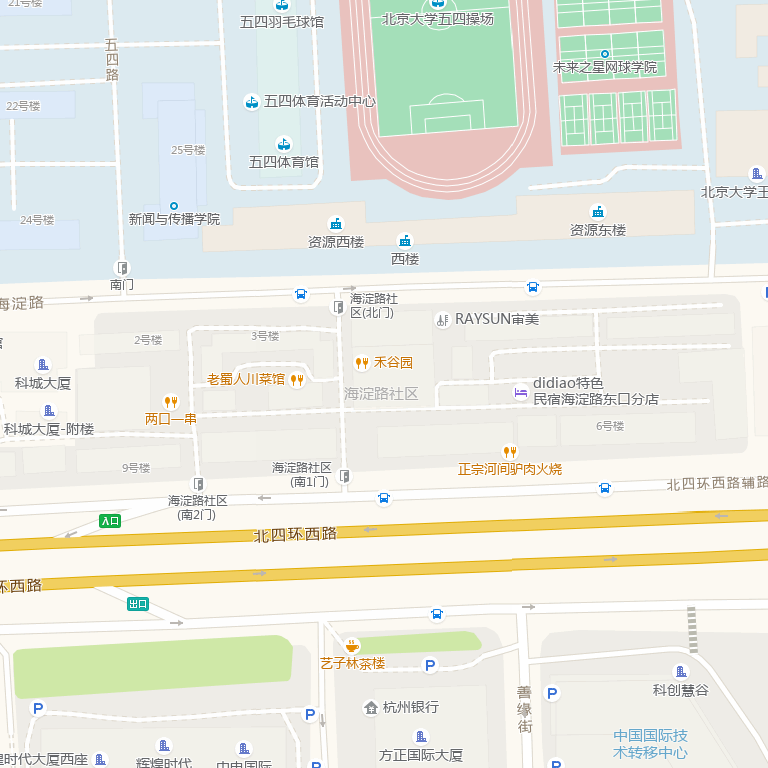 21号楼
五四羽毛球馆
北京大学五四操场
五四路
未来之星网球学院
22号楼
五四体育活动中心
25号楼
五四体育馆
北京大学王
24号楼
新闻与传播学院
资源西楼
资源东楼
西楼
南门
海淀路
海淀路社
区(北门)
RAYSUN审美
2号楼
3号楼
科城大厦
老蜀人川菜馆
禾谷园
didiao特色
民宿海淀路东口分店
海淀路社区
两口一串
科城大厦-附楼
6号楼
9号楼
海淀路社区
(南1门)
正宗河间驴肉火烧
海淀路社区
(南2门)
北四环西路辅路
入口
北四环西路
环西路
出口
艺子林茶楼
P
科创慧谷
善缘街
P
P
P
杭州银行
中国国际技
术转移中心
方正国际大厦
时代大厦西座
辉煌时代
中电国际
P
P